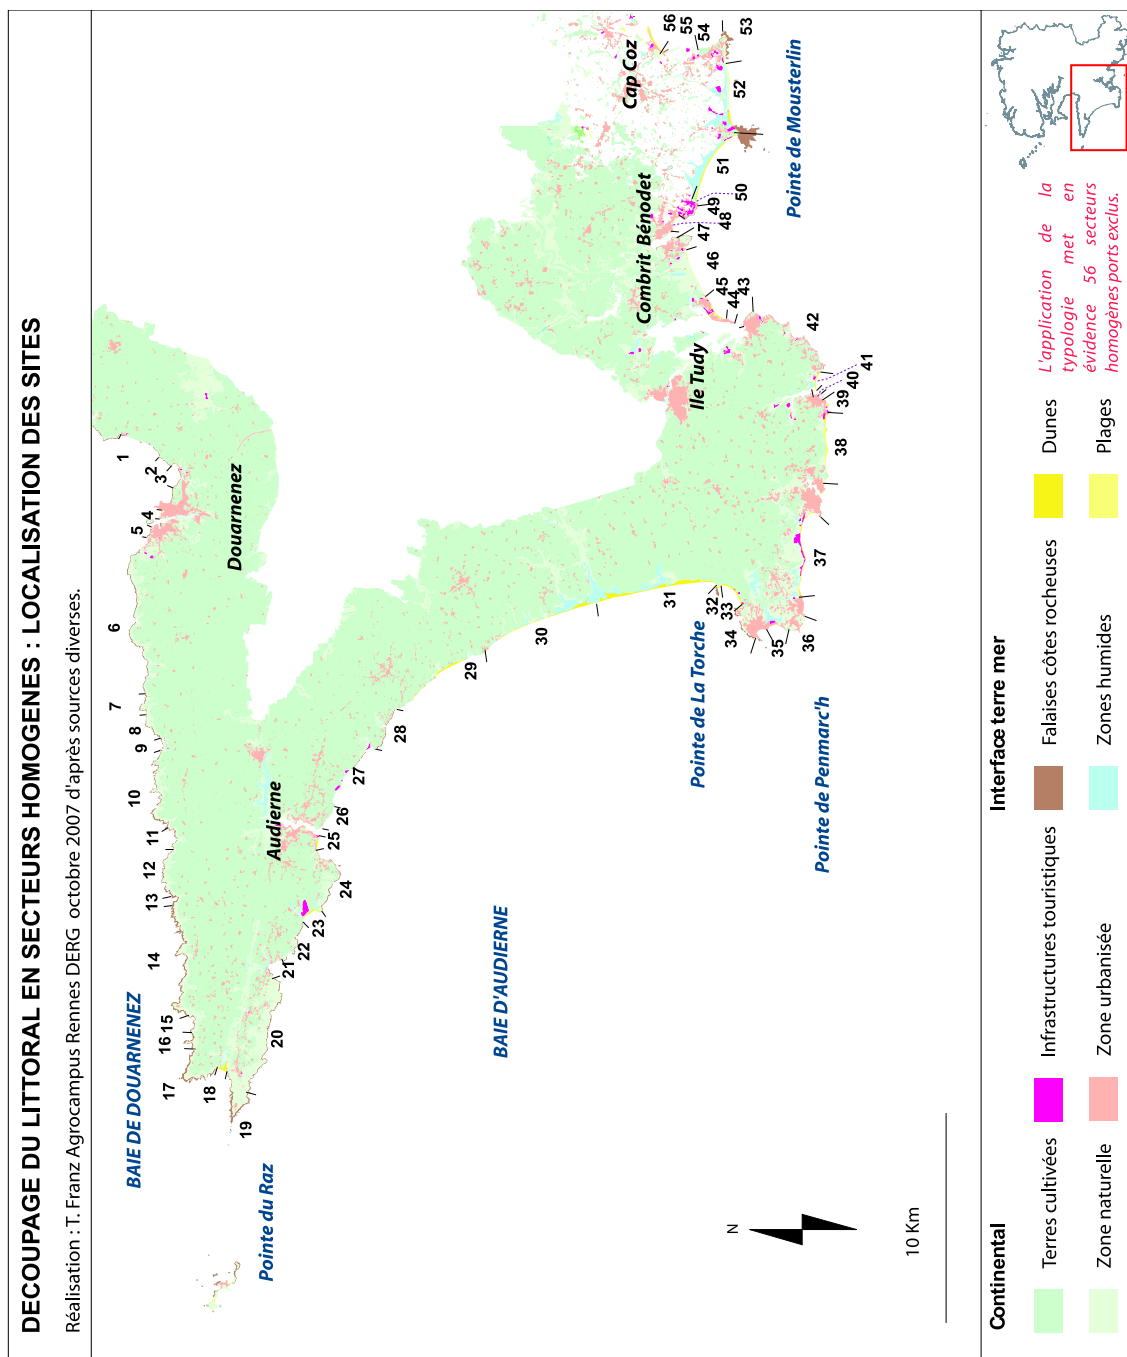 DECOUPAGE DU LITTORAL EN SECTEURS HOMOGENES : LOCALISATION DES SITES
Réalisation : T. Franz Agrocampus Rennes DERG octobre 2007 d'après sources diverses.
BAIE DE DOUARNENEZ
Pointe du Raz
Douarnenez
Audierne
BAIE D'AUDIERNE
Pointe de La Torche
Pointe de Penmarc'h
Ile Tudy
Combrit
Bénodet
Cap Coz
Pointe de Mousterlin
1
2
3
4
5
6
7
8
9
10
11
12
13
14
15
16
17
18
19
20
21
22
23
24
25
26
27
28
29
30
31
32
33
34
35
36
37
38
39
40
41
42
43
44
45
46
47
48
49
50
51
52
53
54
55
56
N
10 Km
Continental
Terres cultivées
Infrastructures touristiques
Zone naturelle
Zone urbanisée
Interface terre mer
Falaises côtes rocheuses
Dunes
Zones humides
Plages
L'application de la
typologie met en
évidence 56 secteurs
homogènes ports exclus.